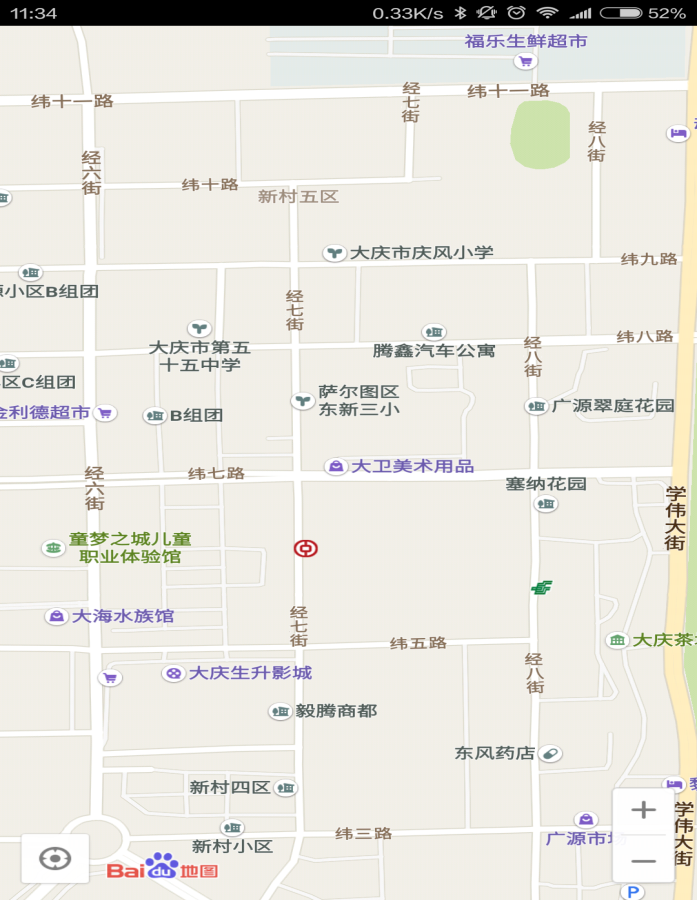 11:34
0.33K/s
52%
福乐生鲜超市
纬十一路
经七街
纬十一路
经八街
经六街
纬十路
新村五区
大庆市庆风小学
纬九路
小区B组团
经七街
大庆市第五
十五中学
腾鑫汽车公寓
经八街
纬八路
区C组团
萨尔图区
东新三小
金利德超市
B组团
广源翠庭花园
纬七路
大卫美术用品
经六街
塞纳花园
学伟大街
童梦之城儿童
职业体验馆
大海水族馆
经七街
纬五路
大庆茶
经八街
大庆生升影城
毅腾商都
东风药店
新村四区
新村小区
纬三路
广源市场
学伟大街
Bai du 地图
P